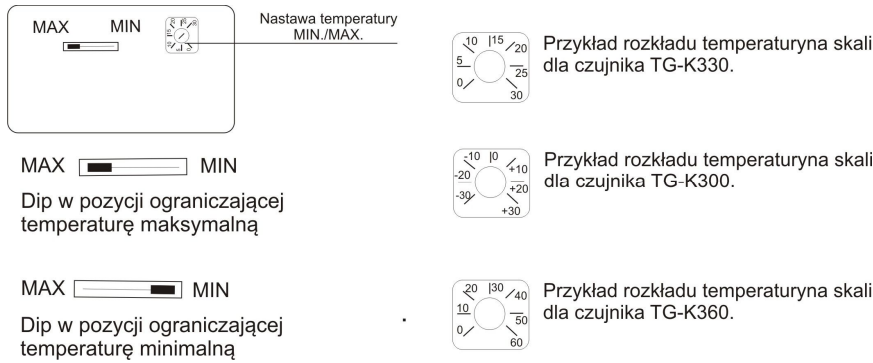 MAX MIN
Nastawa temperatury
MIN./MAX.
MAX MIN
Dip w pozycji ograniczającej
temperaturę maksymalną
MAX MIN
Dip w pozycji ograniczającej
temperaturę minimalną
10 |15 20
5 25
0 30
Przykład rozkładu temperaturyna skali
dla czujnika TG-K330.
-10 |0 +10
-20 +20
-30 +30
Przykład rozkładu temperaturyna skali
dla czujnika TG-K300.
20 |30 40
10 50
0 60
Przykład rozkładu temperaturyna skali
dla czujnika TG-K360.